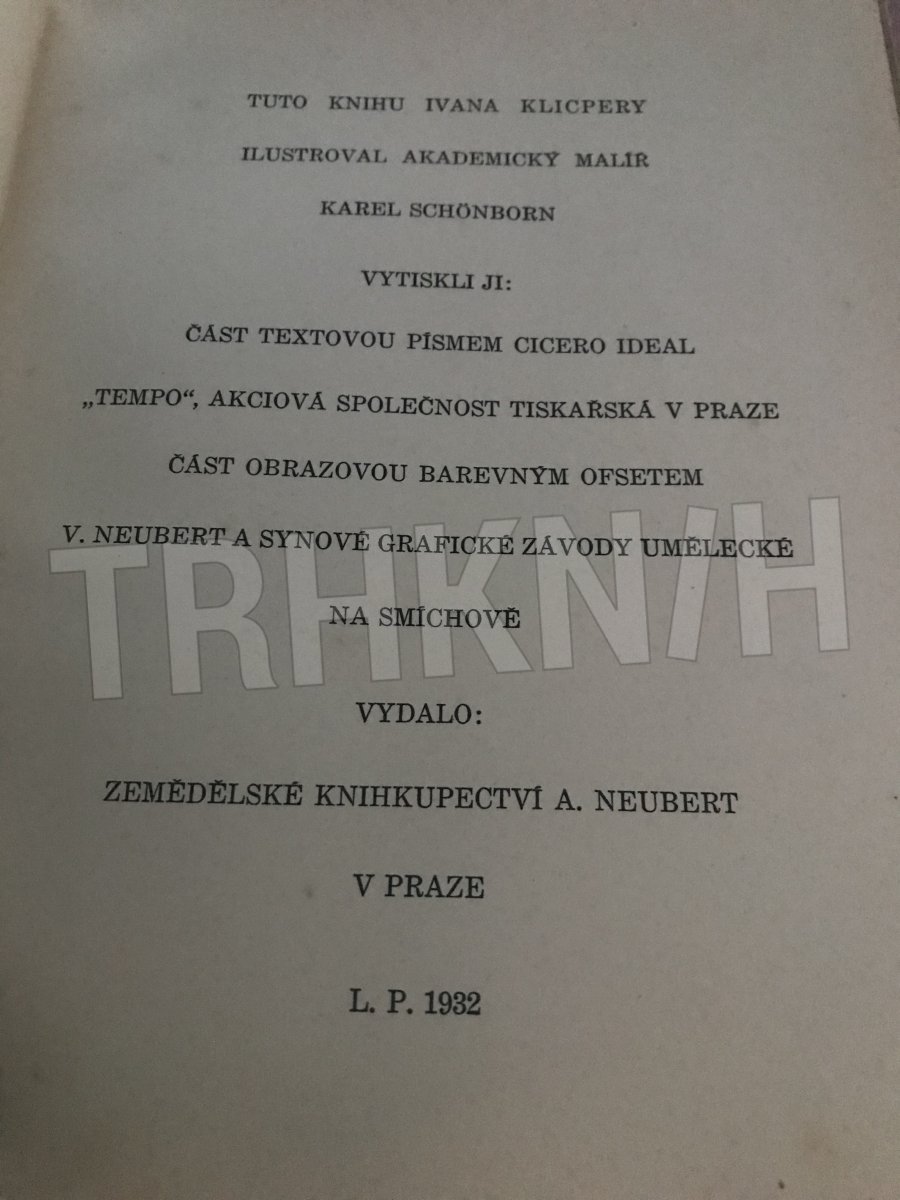 TUTO KNIHU IVANA KLICPERY
ILUSTROVAL AKADEMICKÝ MALÍŘ
KAREL SCHÖNBORN
VYTISKLI JI:
ČÁST TEXTOVOU PÍSMEM CICERO IDEAL
„TEMPO“, AKCIOVÁ SPOLEČNOST TISKAŘSKÁ V PRAZE
ČÁST OBRAZOVOU BAREVNÝM OFSETEM
V. NEUBERT A SYNOVÉ GRAFICKÉ ZÁVODY UMĚLECKÉ
TRHKNIH
NA SMÍCHOVĚ
VYDALO:
ZEMĚDĚLSKÉ KNIHKUPECTVÍ A. NEUBERT
V PRAZE
L. P. 1932